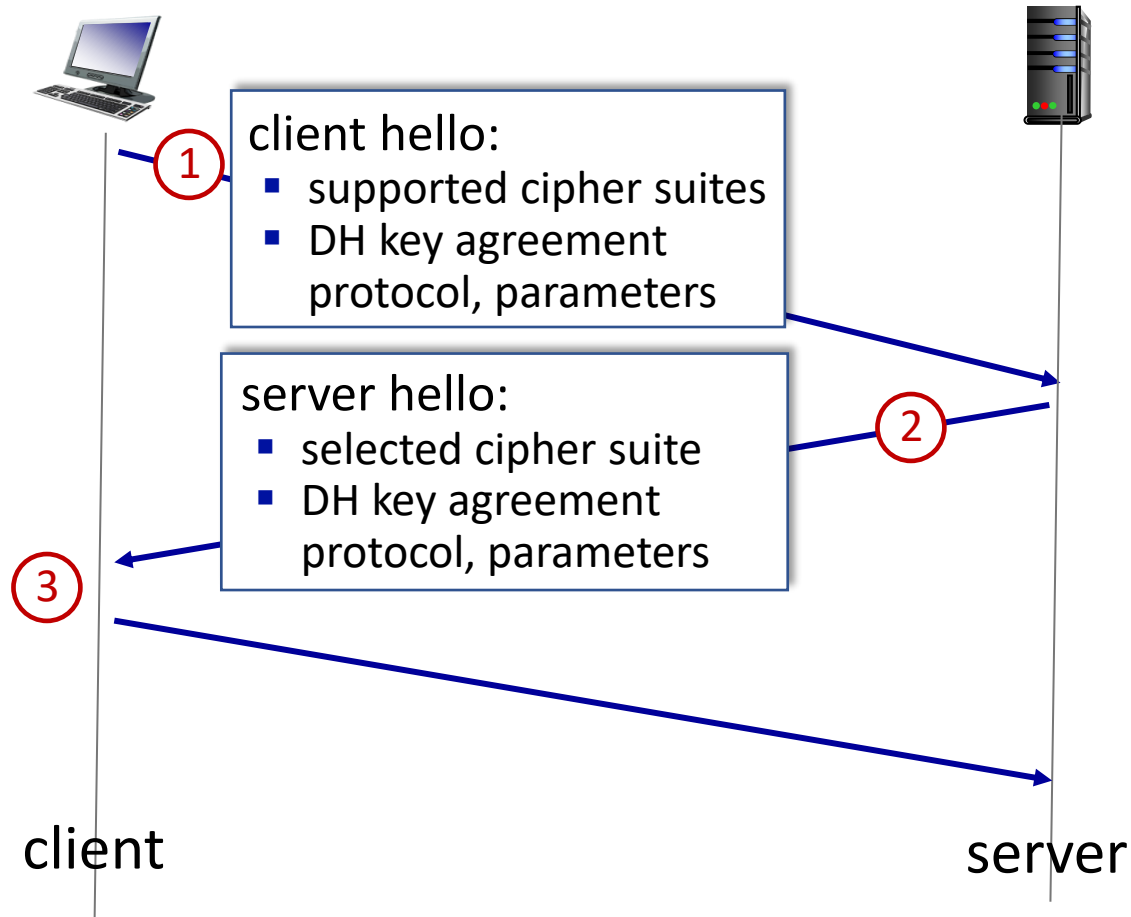 1
client hello:
▪ supported cipher suites
▪ DH key agreement
protocol, parameters
server hello:
2
▪ selected cipher suite
▪ DH key agreement
protocol, parameters
3
client
server